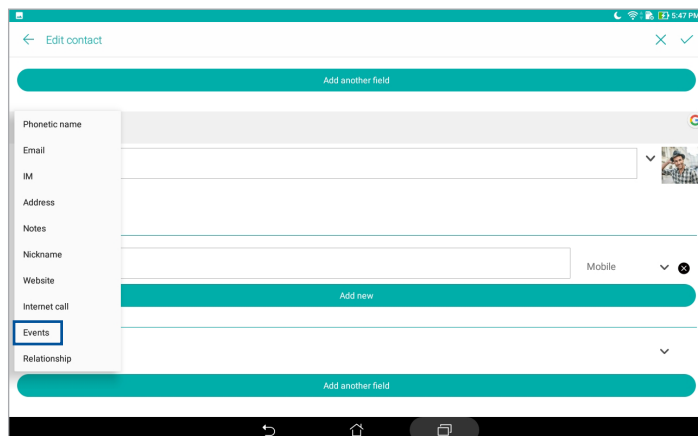 5:47 PM
Edit contact
Add another field
Phonetic name
Email
IM
Address
Notes
Nickname
Website
Mobile
Add new
Internet call
Events
Relationship
Add another field